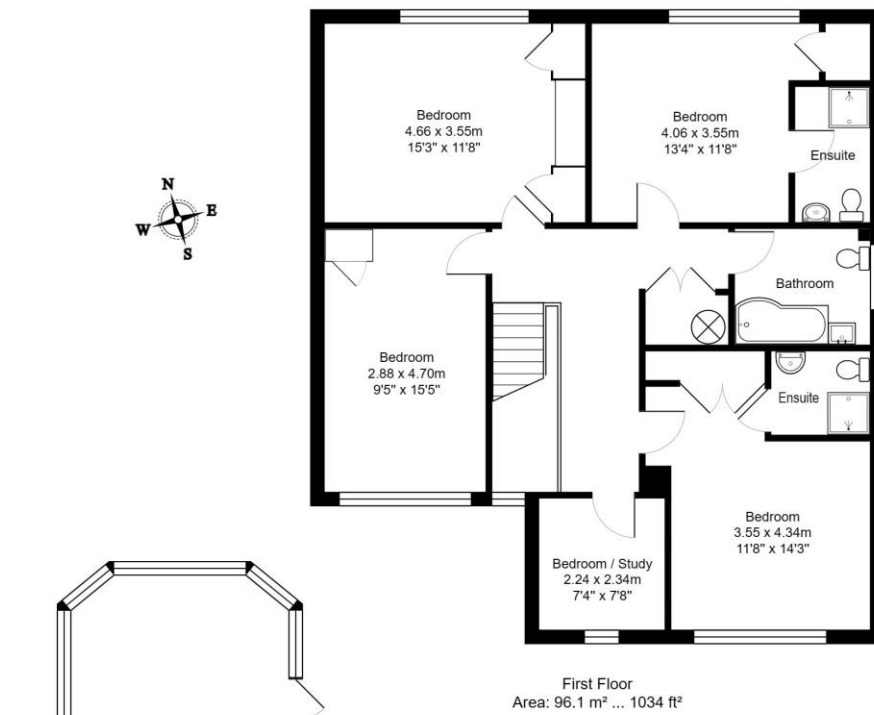 Bedroom
4.66 x 3.55m
15'3" x 11'8"
Bedroom
4.06 x 3.55m
13'4" x 11'8"
Ensuite
N
E
W
S
Bathroom
Bedroom
2.88 x 4.70m
9'5" x 15'5"
Ensuite
Bedroom
3.55 x 4.34m
11'8" x 14'3"
Bedroom / Study
2.24 x 2.34m
7'4" x 7'8"
First Floor
Area: 96.1 m² ... 1034 ft²